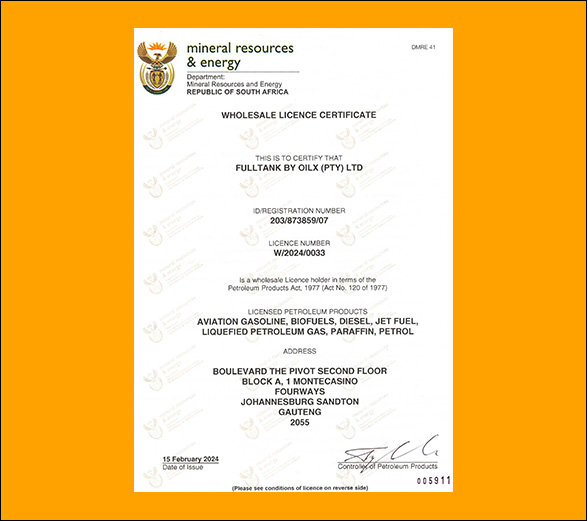 mineral resources
& energy
Department:
Mineral Resources and Energy
REPUBLIC OF SOUTH AFRICA
DMRE 41
WHOLESALE LICENCE CERTIFICATE
THIS IS TO CERTIFY THAT
FULLTANK BY OILX (PTY) LTD
ID/REGISTRATION NUMBER
203/873859/07
LICENCE NUMBER
W/2024/0033
Is a wholesale Licence holder in terms of the
Petroleum Products Act, 1977 (Act No. 120 of 1977)
LICENSED PETROLEUM PRODUCTS
AVIATION GASOLINE, BIOFUELS, DIESEL, JET FUEL,
LIQUEFIED PETROLEUM GAS, PARAFFIN, PETROL
ADDRESS
BOULEVARD THE PIVOT SECOND FLOOR
BLOCK A, 1 MONTECASINO
FOURWAYS
JOHANNESBURG SANDTON
GAUTENG
2055
15 February 2024
Date of Issue
Controller of Petroleum Products
005911
(Please see conditions of licence on reverse side)